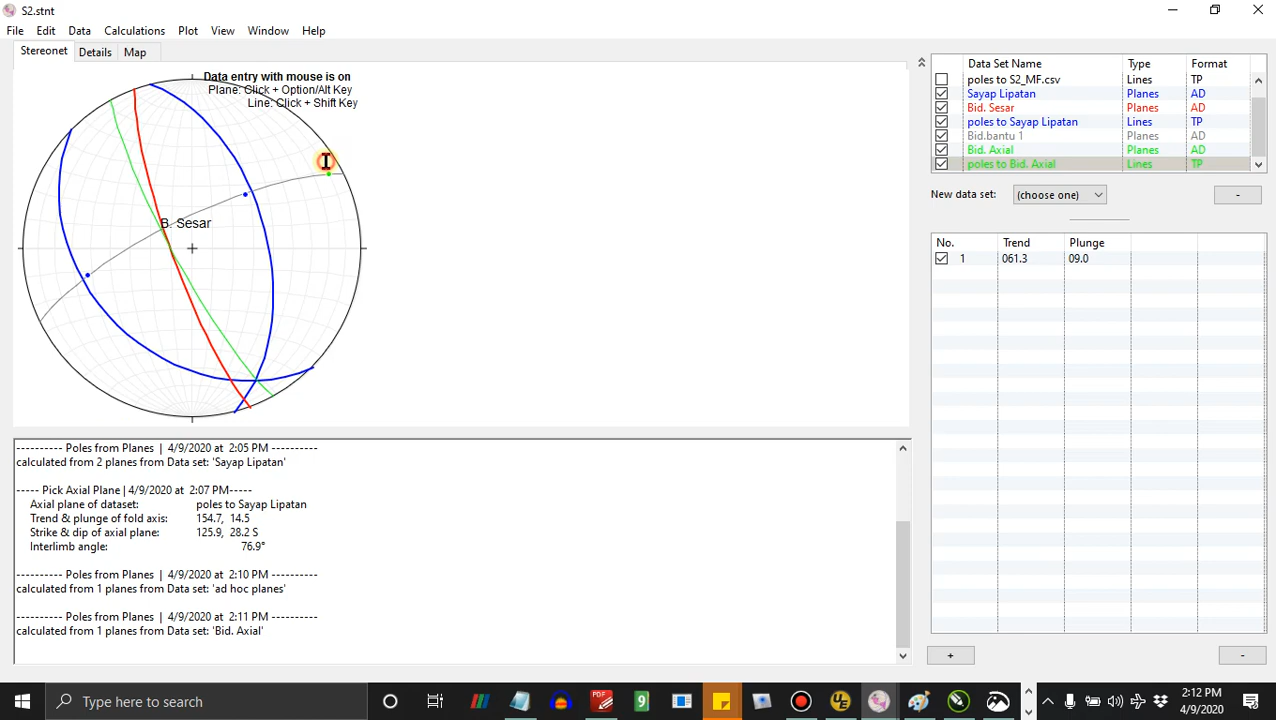 S2.stnt
File Edit Data Calculations Plot View Window Help
Stereonet Details Map
Data entry with mouse is on
Plane: Click + Option/Alt Key
Line: Click + Shift Key
B. Sesar
Data Set Name Type Format
poles to S2_MF.csv Lines TP
Sayap Lipatan Planes AD
Bid. Sesar Planes AD
poles to Sayap Lipatan Lines TP
Bid.bantu 1 Planes AD
Bid. Axial Planes AD
poles to Bid. Axial Lines TP
New data set: (choose one) -
No. Trend Plunge
1 061.3 09.0
---------- Poles from Planes | 4/9/2020 at 2:05 PM ----------
calculated from 2 planes from Data set: 'Sayap Lipatan'
----- Pick Axial Plane | 4/9/2020 at 2:07 PM-----
Axial plane of dataset: poles to Sayap Lipatan
Trend & plunge of fold axis: 154.7, 14.5
Strike & dip of axial plane: 125.9, 28.2 S
Interlimb angle: 76.9°
---------- Poles from Planes | 4/9/2020 at 2:10 PM ----------
calculated from 1 planes from Data set: 'ad hoc planes'
---------- Poles from Planes | 4/9/2020 at 2:11 PM ----------
calculated from 1 planes from Data set: 'Bid. Axial'
+ -
Type here to search
2:12 PM
4/9/2020